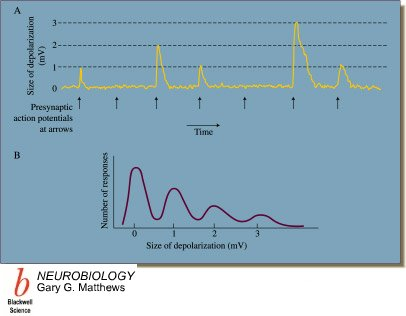 A
Size of depolarization
(mV)
3
2
1
0
Presynaptic
action potentials
at arrows
Time
B
Number of responses
0 1 2 3
Size of depolarization (mV)
b
Blackwell
Science
NEUROBIOLOGY
Gary G. Matthews